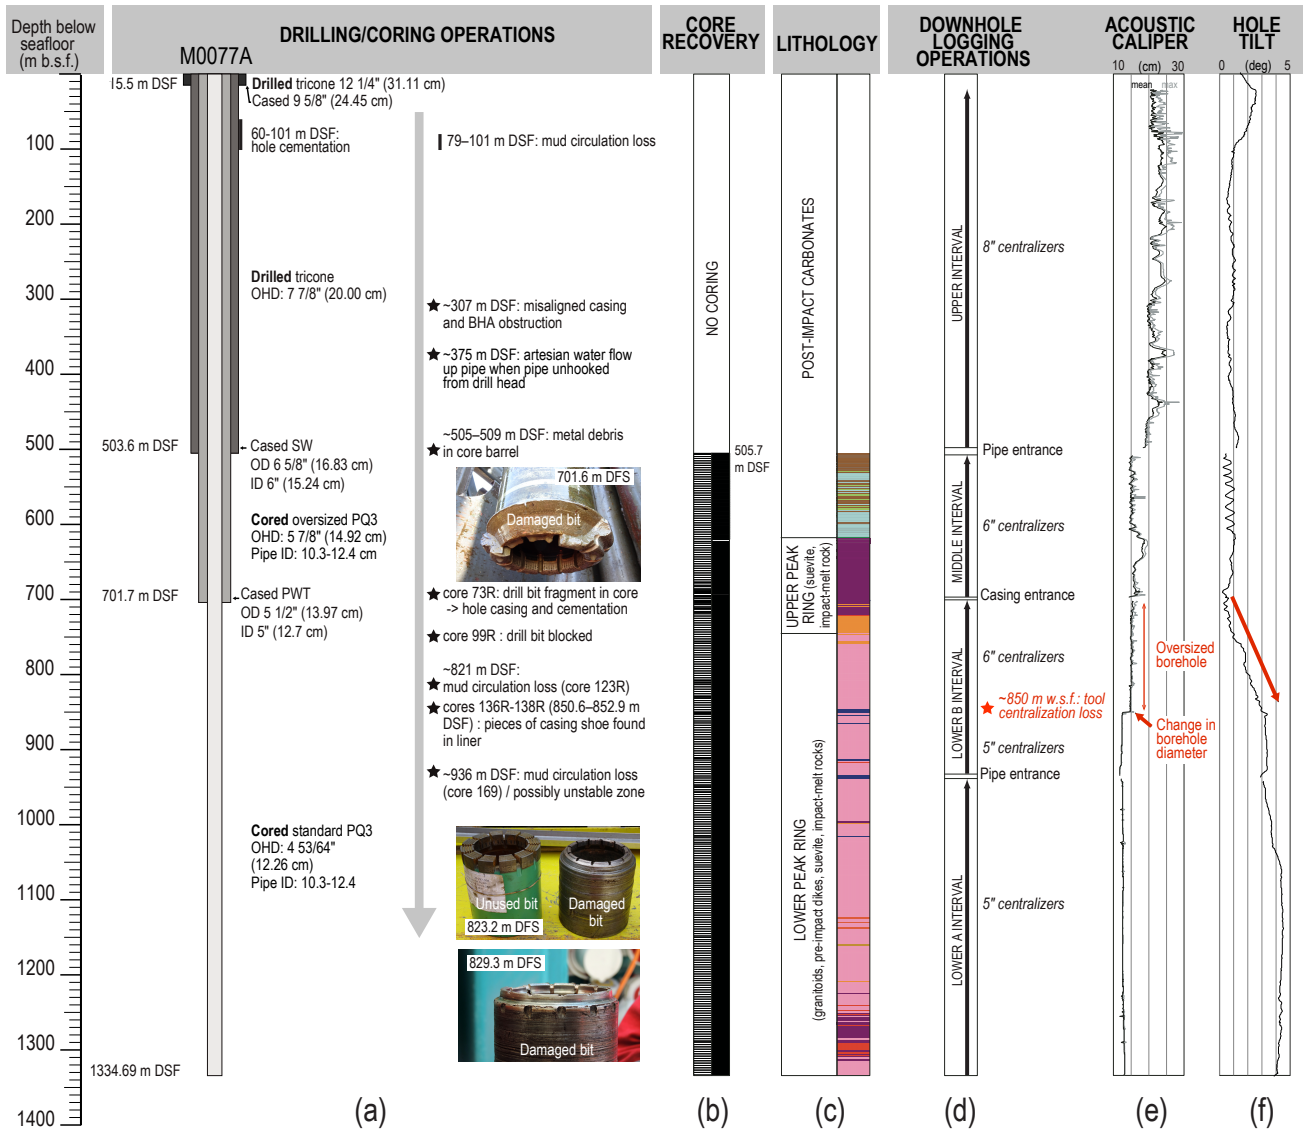 Depth below
seafloor
(m b.s.f.)
DRILLING/CORING OPERATIONS
M0077A
CORE
RECOVERY
LITHOLOGY
DOWNHOLE
LOGGING
OPERATIONS
ACOUSTIC
CALIPER
10 (cm) 30
mean max
HOLE
TILT
0 (deg) 5
100
200
300
400
500
600
700
800
900
1000
1100
1200
1300
1400
15.5 m DSF
503.6 m DSF
701.7 m DSF
1334.69 m DSF
Drilled tricone 12 1/4" (31.11 cm)
Cased 9 5/8" (24.45 cm)
60-101 m DSF:
hole cementation
Drilled tricone
OHD: 7 7/8" (20.00 cm)
Cased SW
OD 6 5/8" (16.83 cm)
ID 6" (15.24 cm)
Cored oversized PQ3
OHD: 5 7/8" (14.92 cm)
Pipe ID: 10.3-12.4 cm
Cased PWT
OD 5 1/2" (13.97 cm)
ID 5" (12.7 cm)
Cored standard PQ3
OHD: 4 53/64"
(12.26 cm)
Pipe ID: 10.3-12.4
79–101 m DSF: mud circulation loss
~307 m DSF: misaligned casing
and BHA obstruction
~375 m DSF: artesian water flow
up pipe when pipe unhooked
from drill head
~505–509 m DSF: metal debris
in core barrel
701.6 m DFS
Damaged bit
core 73R: drill bit fragment in core
-> hole casing and cementation
core 99R : drill bit blocked
~821 m DSF:
mud circulation loss (core 123R)
cores 136R-138R (850.6–852.9 m
DSF) : pieces of casing shoe found
in liner
~936 m DSF: mud circulation loss
(core 169) / possibly unstable zone
Unused bit
Damaged
bit
823.2 m DFS
829.3 m DFS
Damaged bit
NO CORING
505.7
m DSF
POST-IMPACT CARBONATES
UPPER PEAK
RING (suevite,
impact-melt rock)
LOWER PEAK RING
(granitoids, pre-impact dikes, suevite, impact-melt rocks)
UPPER INTERVAL
8" centralizers
Pipe entrance
MIDDLE INTERVAL
6" centralizers
Casing entrance
LOWER B INTERVAL
6" centralizers
~850 m w.s.f.: tool
centralization loss
5" centralizers
Pipe entrance
LOWER A INTERVAL
5" centralizers
Oversized
borehole
Change in
borehole
diameter
(a)
(b)
(c)
(d)
(e)
(f)